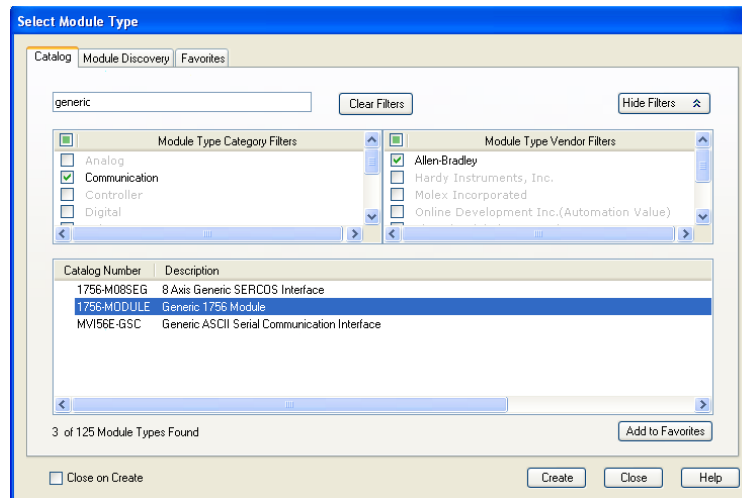 Select Module Type
Catalog Module Discovery Favorites
generic Clear Filters Hide Filters
Module Type Category Filters Module Type Vendor Filters
Analog Allen-Bradley
Communication Hardy Instruments, Inc.
Controller Molex Incorporated
Digital Online Development Inc.(Automation Value)
Catalog Number Description
1756-M08SEG 8 Axis Generic SERCOS Interface
1756-MODULE Generic 1756 Module
MVI56E-GSC Generic ASCII Serial Communication Interface
3 of 125 Module Types Found Add to Favorites
Close on Create Create Close Help